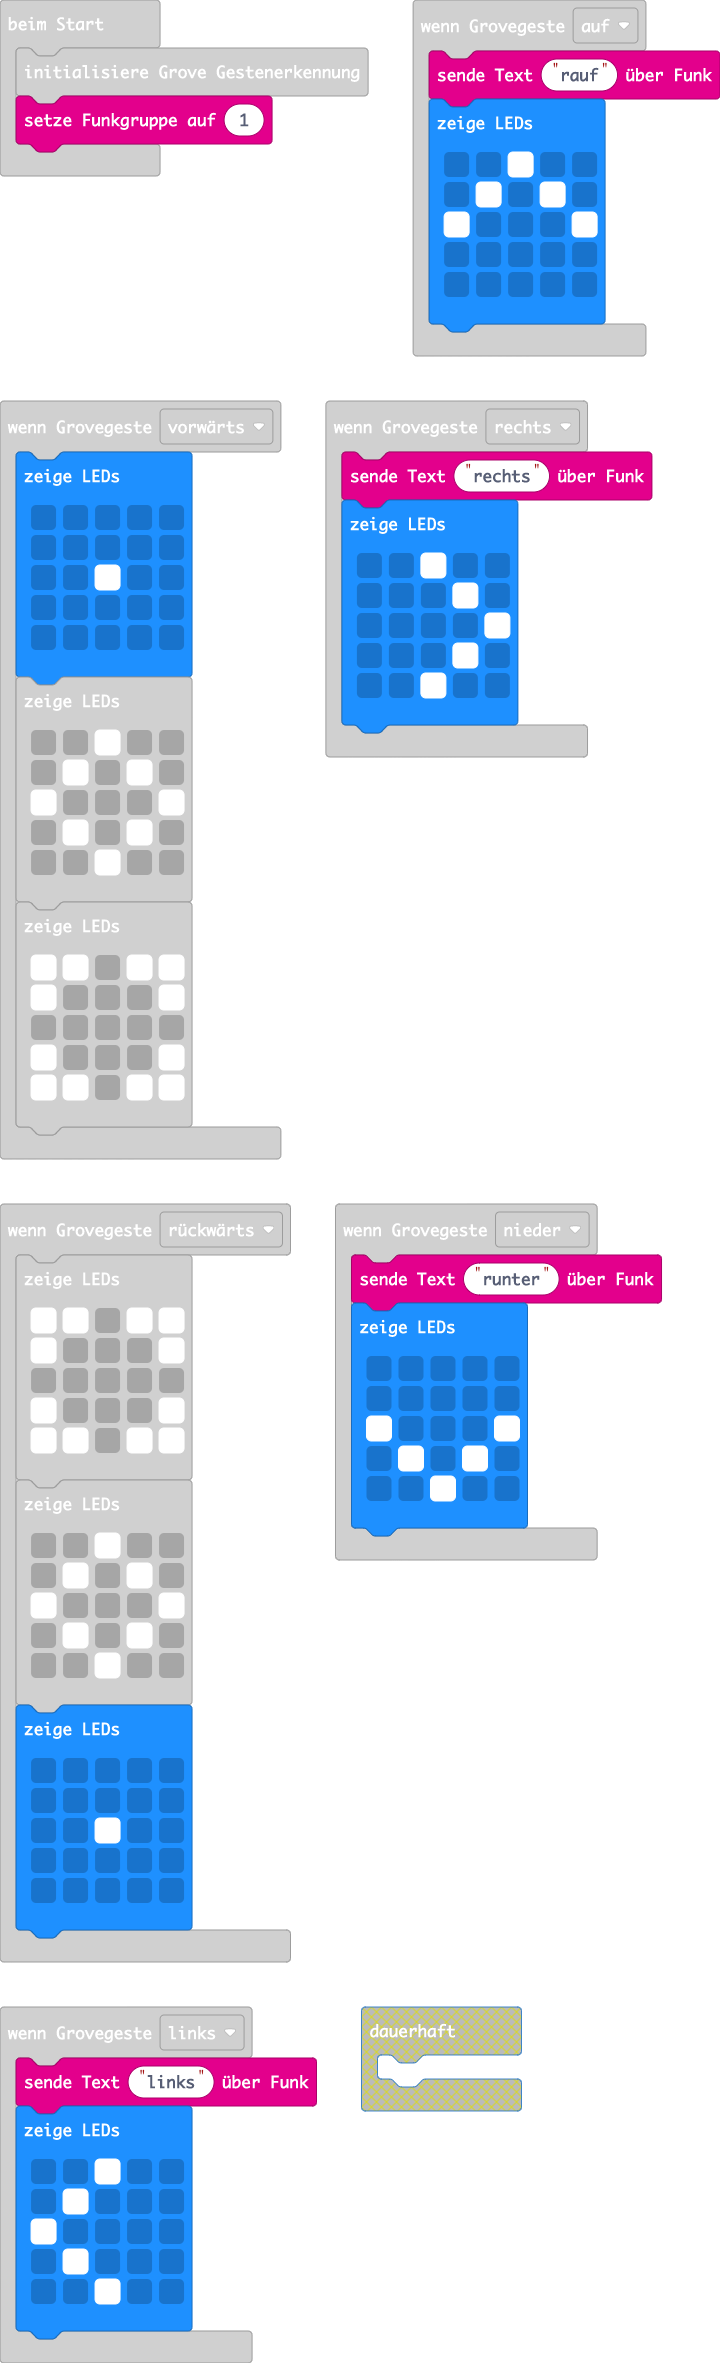 beim Start
initialisiere Grove Gestenerkennung
setze Funkgruppe auf 1
wenn Grovegeste auf
sende Text "rauf" über Funk
zeige LEDs
wenn Grovegeste vorwärts
zeige LEDs
zeige LEDs
zeige LEDs
wenn Grovegeste rechts
sende Text "rechts" über Funk
zeige LEDs
wenn Grovegeste rückwärts
zeige LEDs
zeige LEDs
zeige LEDs
wenn Grovegeste nieder
sende Text "runter" über Funk
zeige LEDs
wenn Grovegeste links
sende Text "links" über Funk
zeige LEDs
dauerhaft